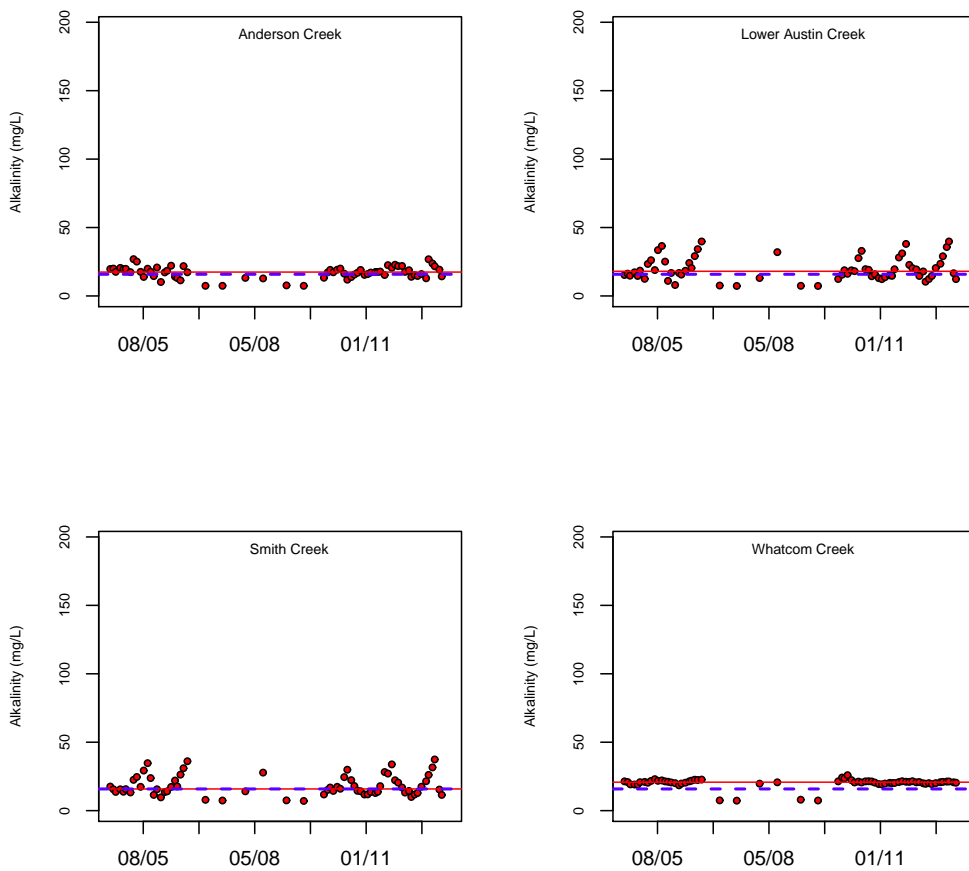 Anderson Creek
Alkalinity (mg/L)
200
150
100
50
0
08/05 05/08 01/11
Lower Austin Creek
Alkalinity (mg/L)
200
150
100
50
0
08/05 05/08 01/11
Smith Creek
Alkalinity (mg/L)
200
150
100
50
0
08/05 05/08 01/11
Whatcom Creek
Alkalinity (mg/L)
200
150
100
50
0
08/05 05/08 01/11